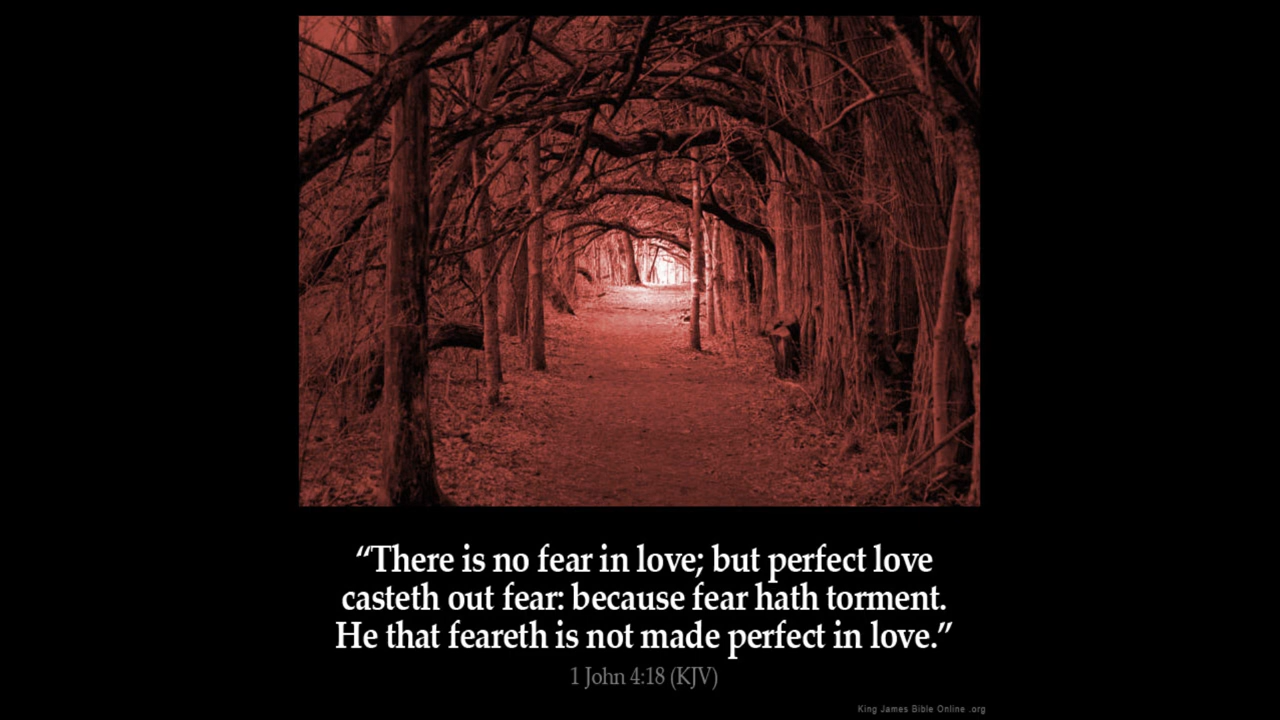 “There is no fear in love; but perfect love
casteth out fear: because fear hath torment.
He that feareth is not made perfect in love.”
1 John 4:18 (KJV)
King James Bible Online .org